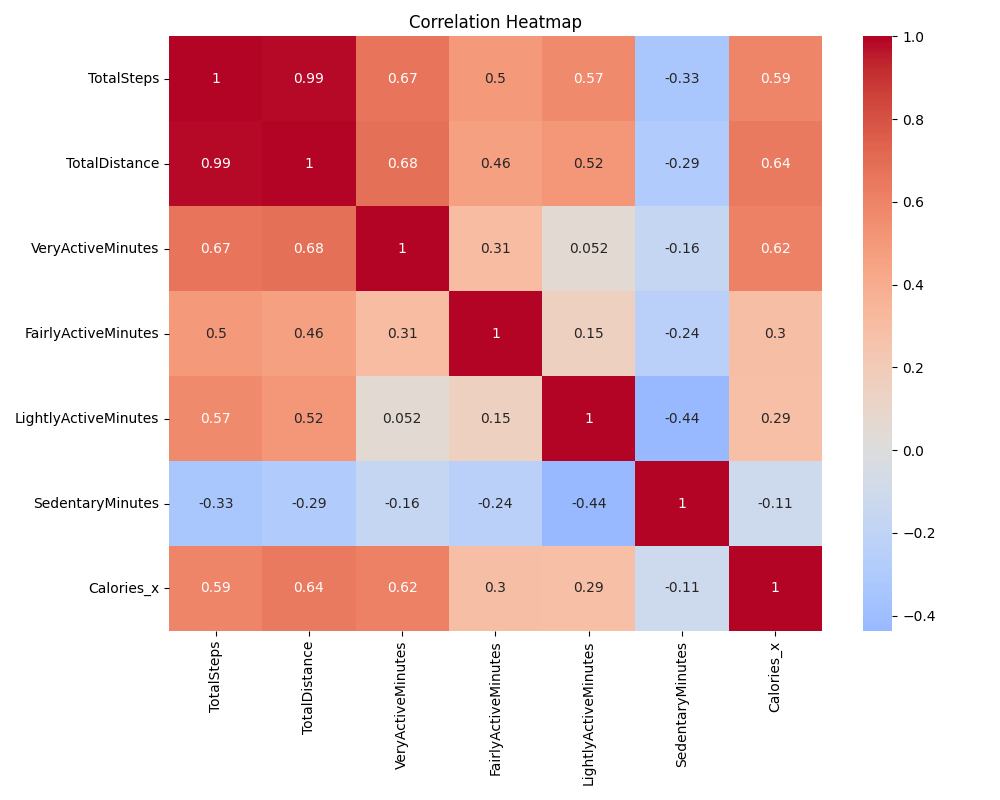 Correlation Heatmap
TotalSteps 1 0.99 0.67 0.5 0.57 -0.33 0.59
TotalDistance 0.99 1 0.68 0.46 0.52 -0.29 0.64
VeryActiveMinutes 0.67 0.68 1 0.31 0.052 -0.16 0.62
FairlyActiveMinutes 0.5 0.46 0.31 1 0.15 -0.24 0.3
LightlyActiveMinutes 0.57 0.52 0.052 0.15 1 -0.44 0.29
SedentaryMinutes -0.33 -0.29 -0.16 -0.24 -0.44 1 -0.11
Calories_x 0.59 0.64 0.62 0.3 0.29 -0.11 1
TotalSteps
TotalDistance
VeryActiveMinutes
FairlyActiveMinutes
LightlyActiveMinutes
SedentaryMinutes
Calories_x
1.0
0.8
0.6
0.4
0.2
0.0
−0.2
−0.4